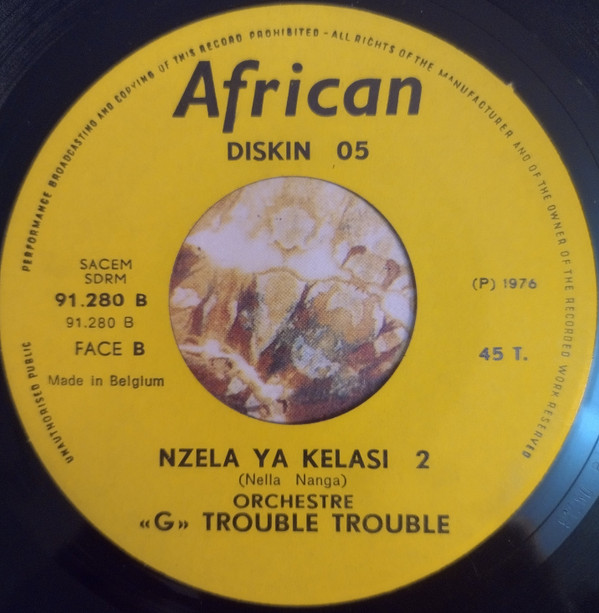 UNAUTHORISED PUBLIC PERFORMANCE BROADCASTING AND COPYING OF THIS RECORD PROHIBITED - ALL RIGHTS OF THE MANUFACTURER AND OF THE OWNER OF THE RECORDED WORK RESERVED
African
DISKIN 05
SACEM
SDRM
91.280 B
91.280 B
FACE B
Made in Belgium
(P) 1976
45 T.
NZELA YA KELASI 2
(Nella Nanga)
ORCHESTRE
«G» TROUBLE TROUBLE